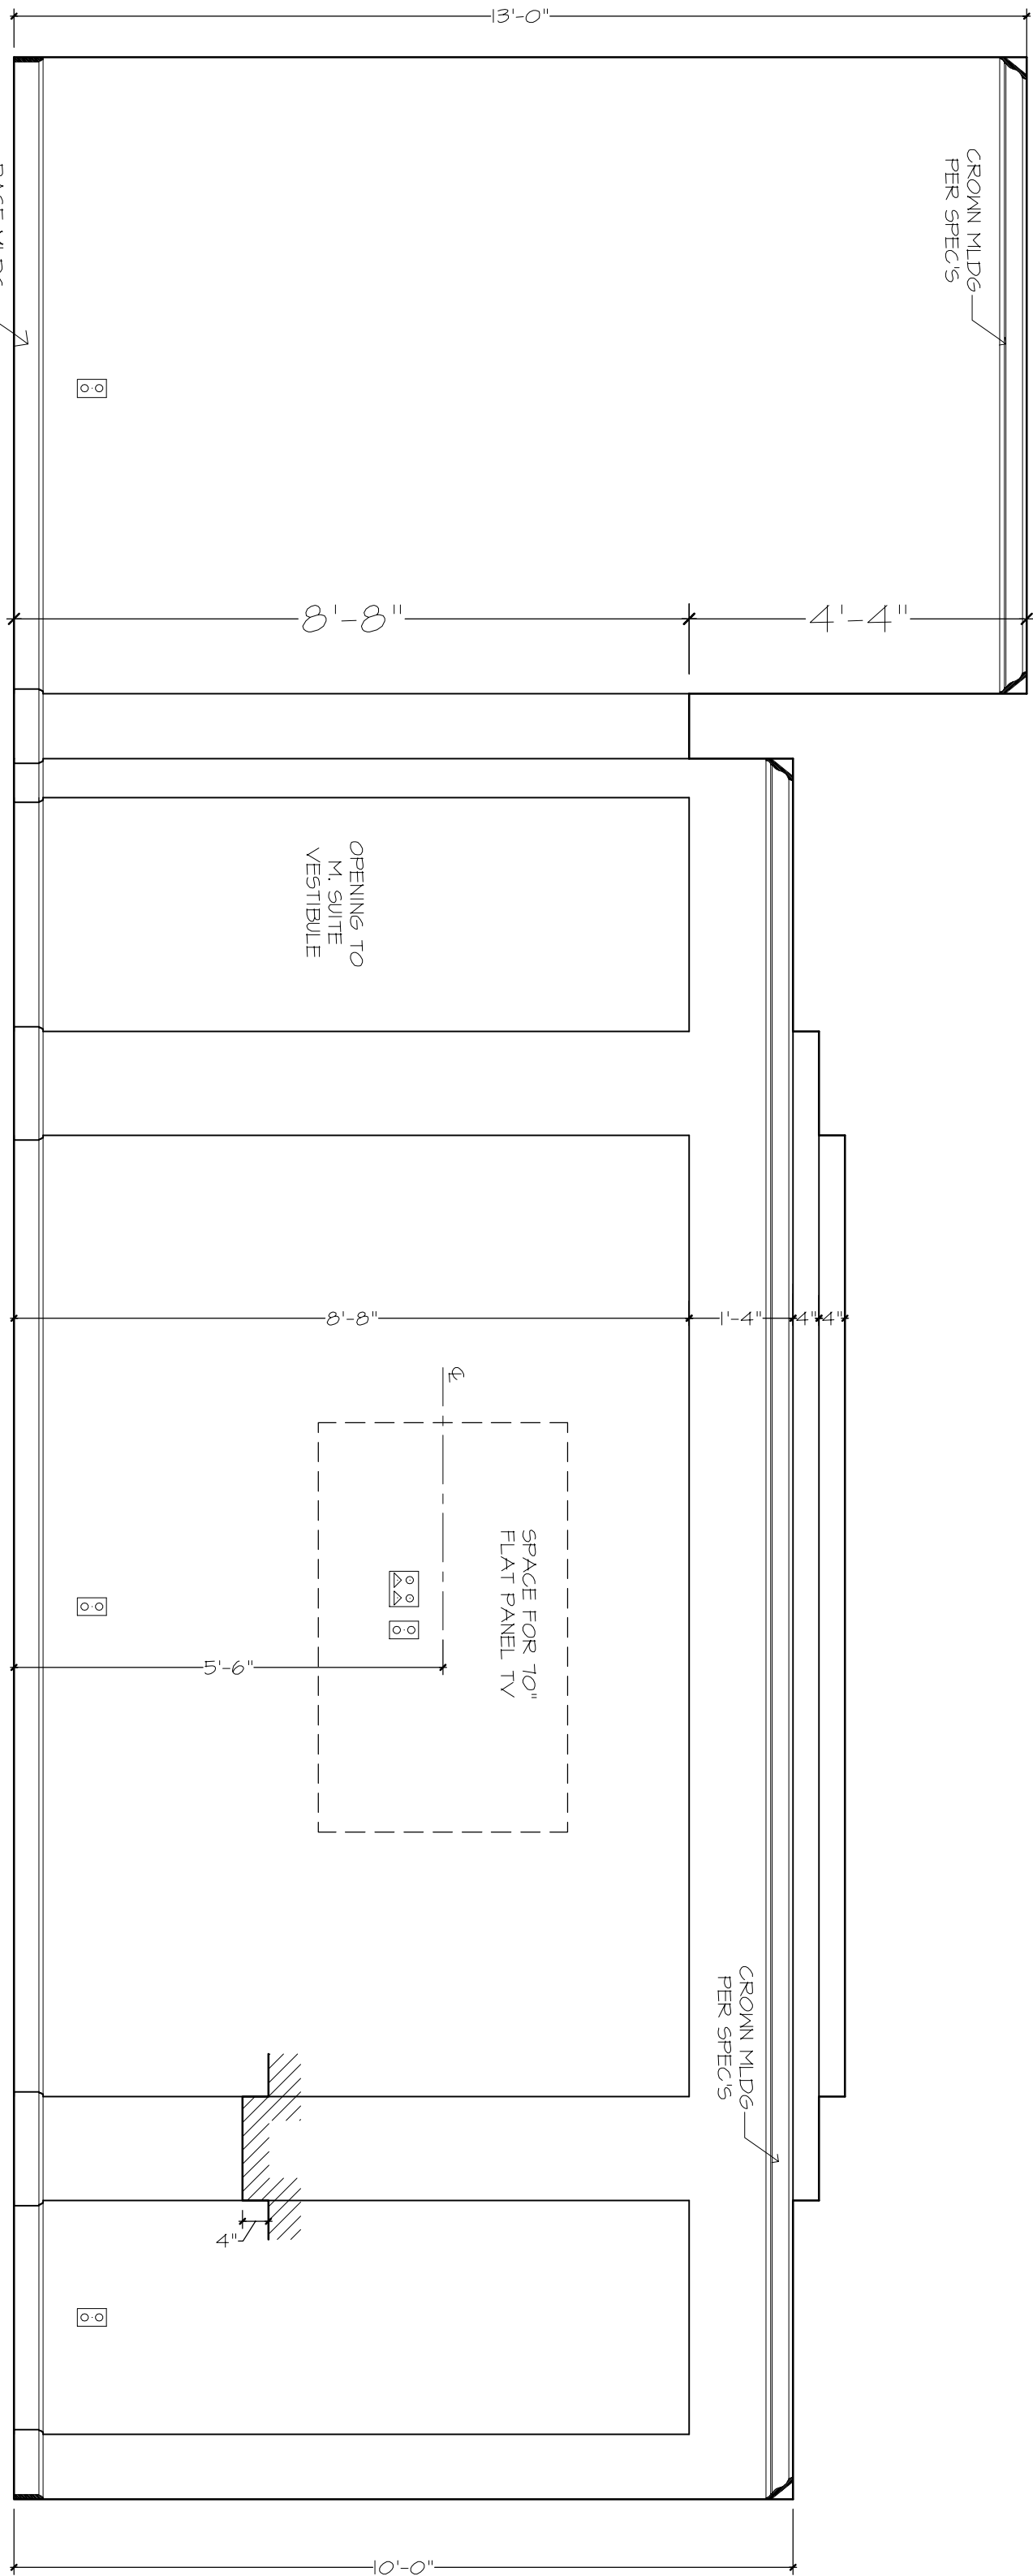 13'-0"
CROWN MLDG
PER SPEC'S
8'-8"
4'-4"
OPENING TO
M. SUITE
VESTIBULE
8'-8"
1'-4"
4"
4"
SPACE FOR 70"
FLAT PANEL TV
5'-6"
CROWN MLDG
PER SPEC'S
4"
10'-0"